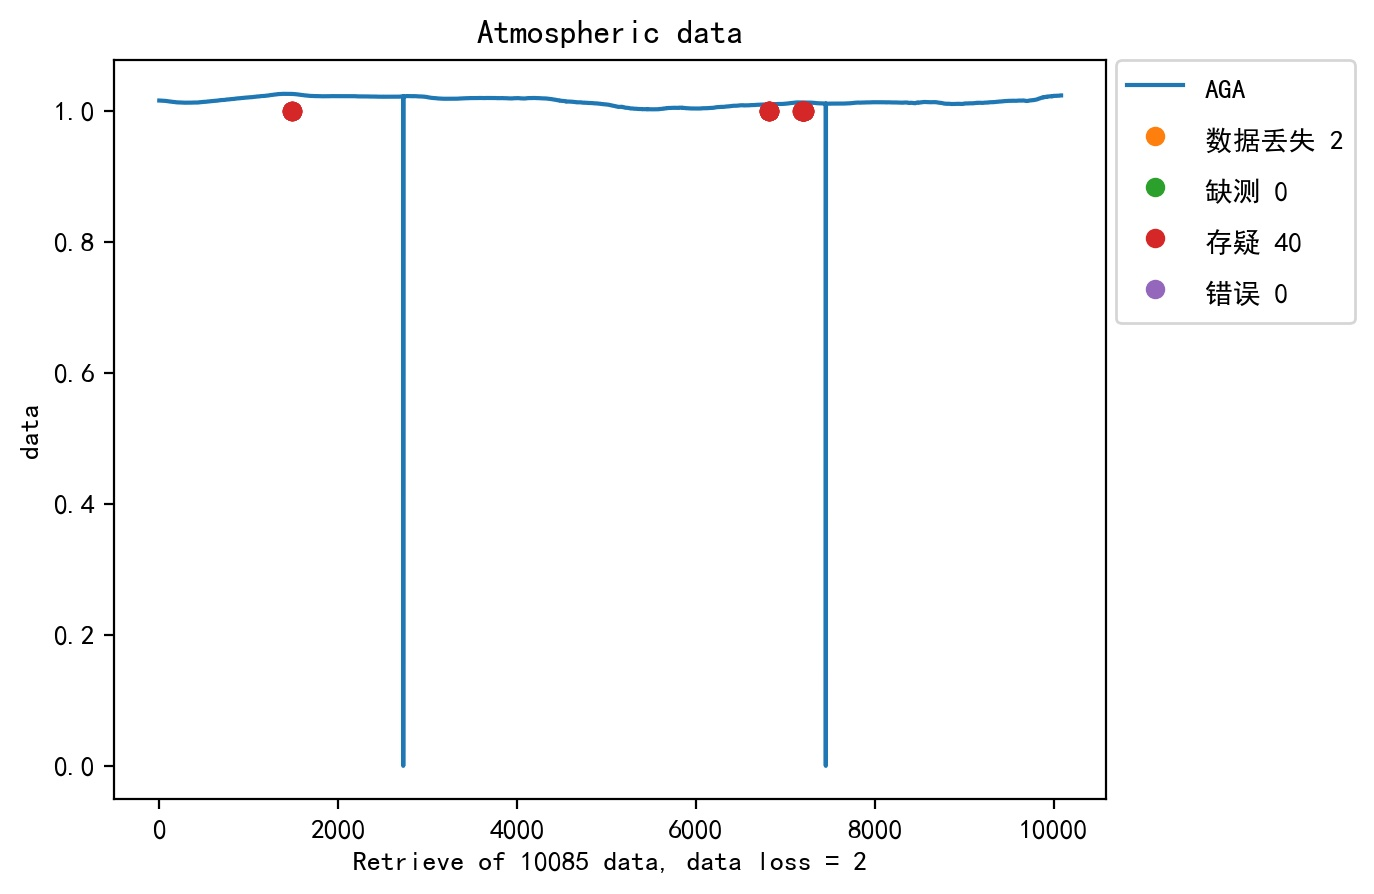 Atmospheric data
AGA
数据丢失 2
缺测 0
存疑 40
错误 0
data
1.0
0.8
0.6
0.4
0.2
0.0
0 2000 4000 6000 8000 10000
Retrieve of 10085 data, data loss = 2